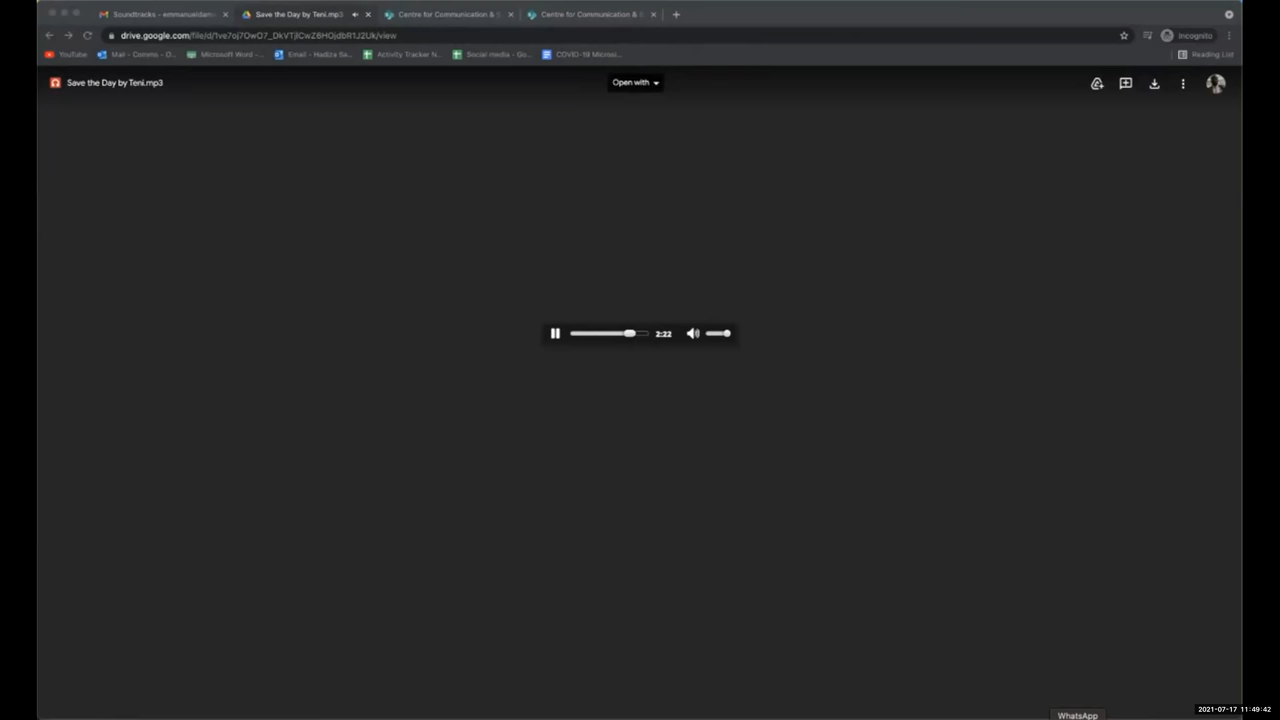 Soundtracks - emmanueldam
Save the Day by Teni.mp3
Centre for Communication &
Centre for Communication &
drive.google.com/file/d/
/view
Incognito
YouTube
Mail - Comms - O...
Microsoft Word - ...
Email - Hadiza Sa...
Activity Tracker N...
Social media - Go...
COVID-19 Microsi...
Reading List
Save the Day by Teni.mp3
Open with
2:22
WhatsApp
2021-07-17 11:49:42